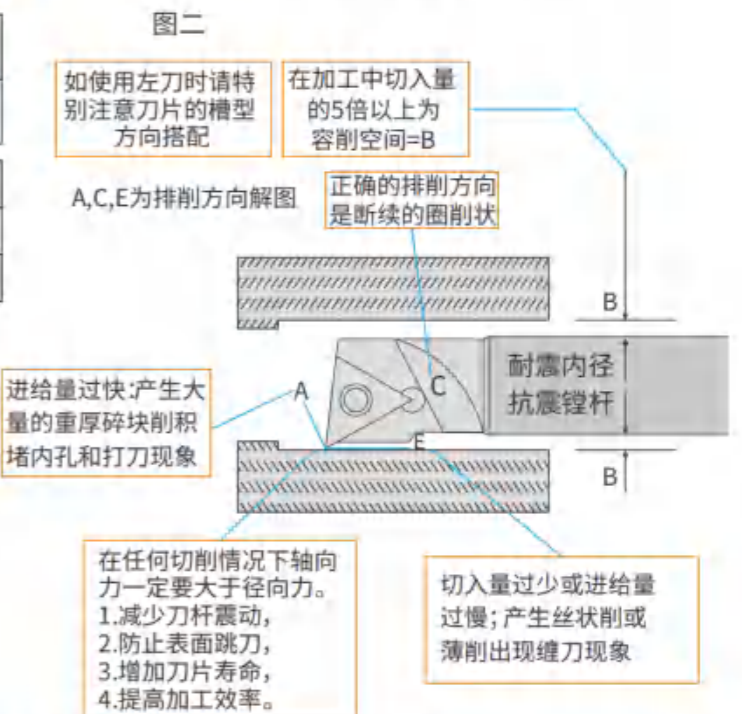 图二
如使用左刀时请特
别注意刀片的槽型
方向搭配
在加工中切入量
的5倍以上为
容削空间=B
A,C,E为排削方向解图
正确的排削方向
是断续的圈削状
B
进给量过快:产生大
量的重厚碎块削积
堵内孔和打刀现象
A
C
耐震内径
抗震镗杆
E
B
在任何切削情况下轴向
力一定要大于径向力。
1.减少刀杆震动，
2.防止表面跳刀，
3.增加刀片寿命，
4.提高加工效率。
切入量过少或进给量
过慢；产生丝状削或
薄削出现缠刀现象